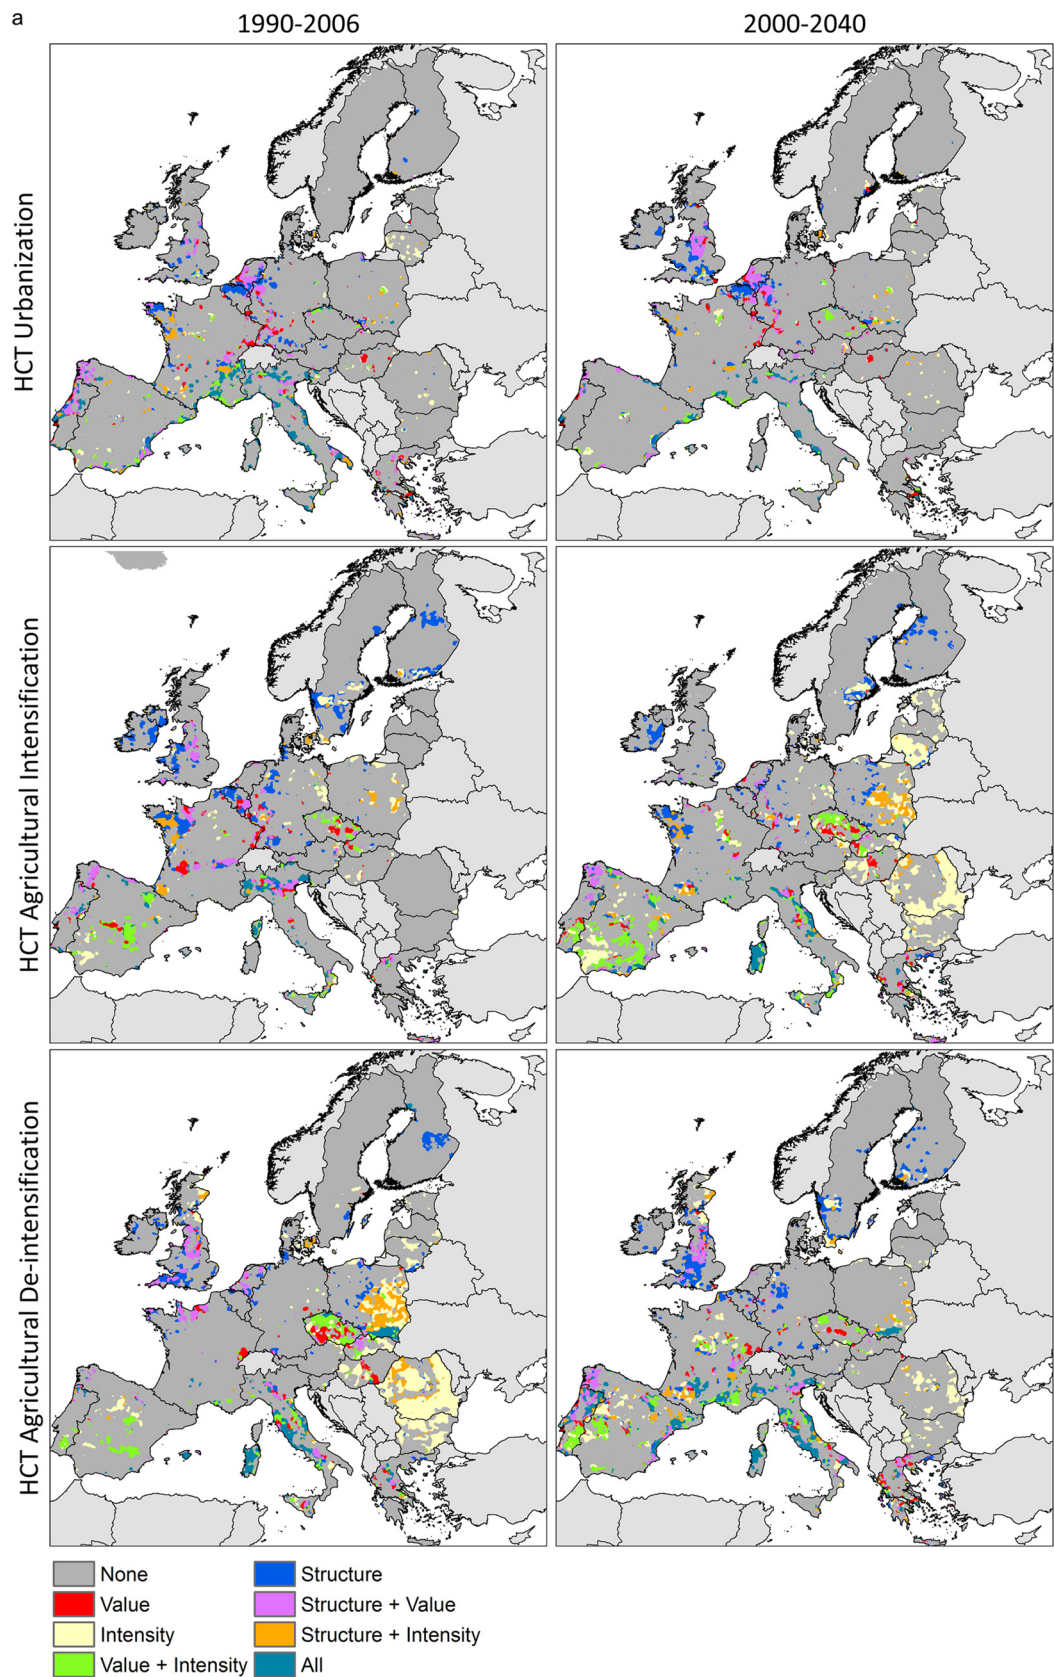 a
1990-2006
2000-2040
HCT Urbanization
HCT Agricultural Intensification
HCT Agricultural De-intensification
None
Structure
Value
Structure + Value
Intensity
Structure + Intensity
Value + Intensity
All